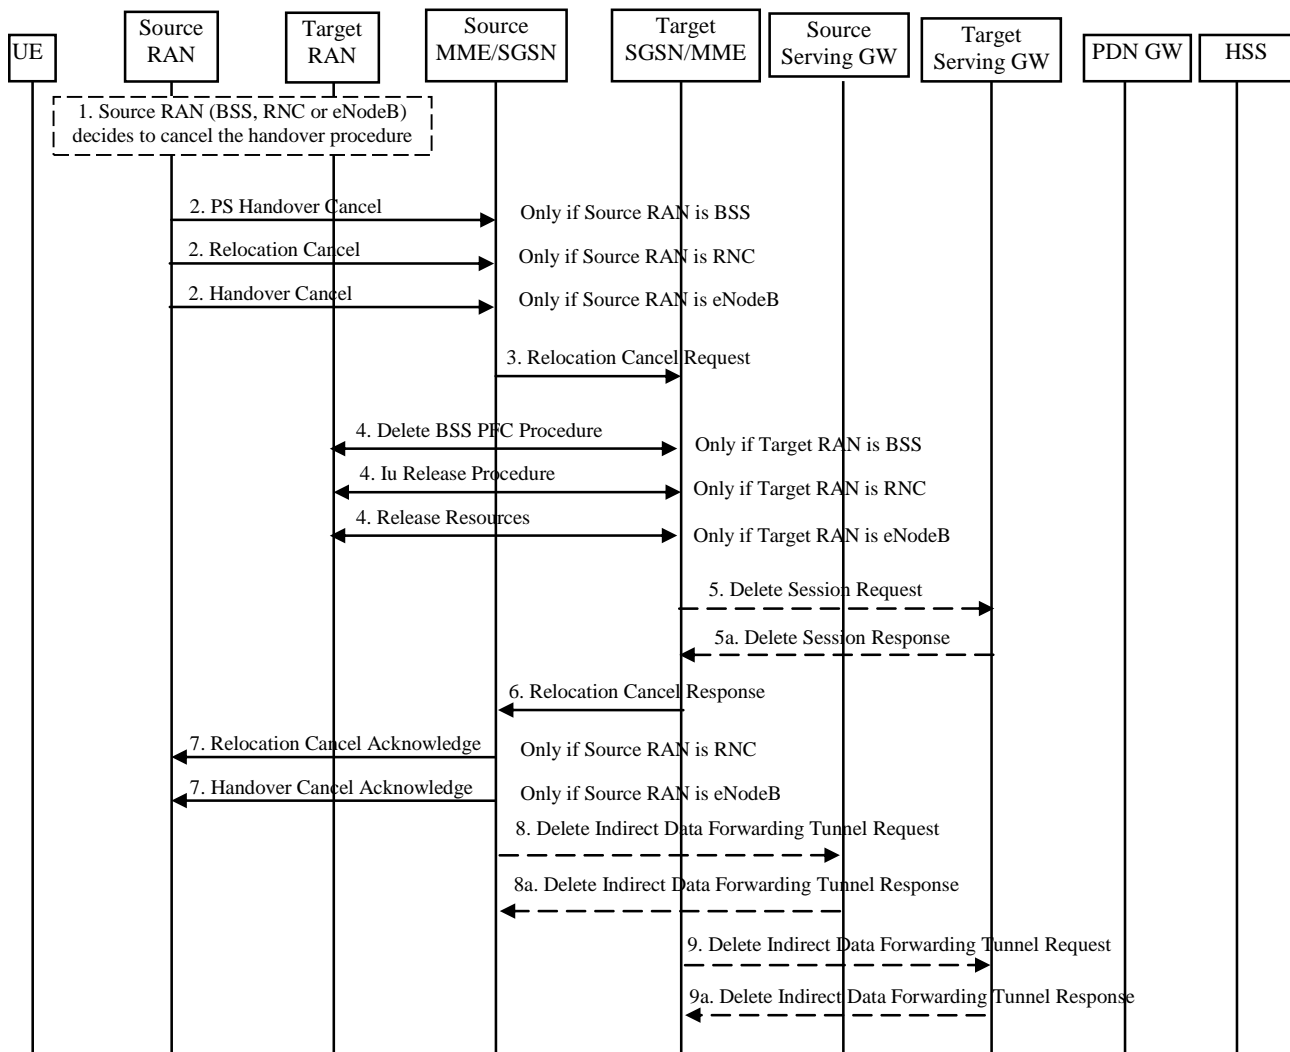 UE
Source
RAN
Target
RAN
Source
MME/SGSN
Target
SGSN/MME
Source
Serving GW
Target
Serving GW
PDN GW
HSS
1. Source RAN (BSS, RNC or eNodeB)
decides to cancel the handover procedure
2. PS Handover Cancel
Only if Source RAN is BSS
2. Relocation Cancel
Only if Source RAN is RNC
2. Handover Cancel
Only if Source RAN is eNodeB
3. Relocation Cancel Request
4. Delete BSS PFC Procedure
Only if Target RAN is BSS
4. Iu Release Procedure
Only if Target RAN is RNC
4. Release Resources
Only if Target RAN is eNodeB
5. Delete Session Request
5a. Delete Session Response
6. Relocation Cancel Response
7. Relocation Cancel Acknowledge
Only if Source RAN is RNC
7. Handover Cancel Acknowledge
Only if Source RAN is eNodeB
8. Delete Indirect Data Forwarding Tunnel Request
8a. Delete Indirect Data Forwarding Tunnel Response
9. Delete Indirect Data Forwarding Tunnel Request
9a. Delete Indirect Data Forwarding Tunnel Response